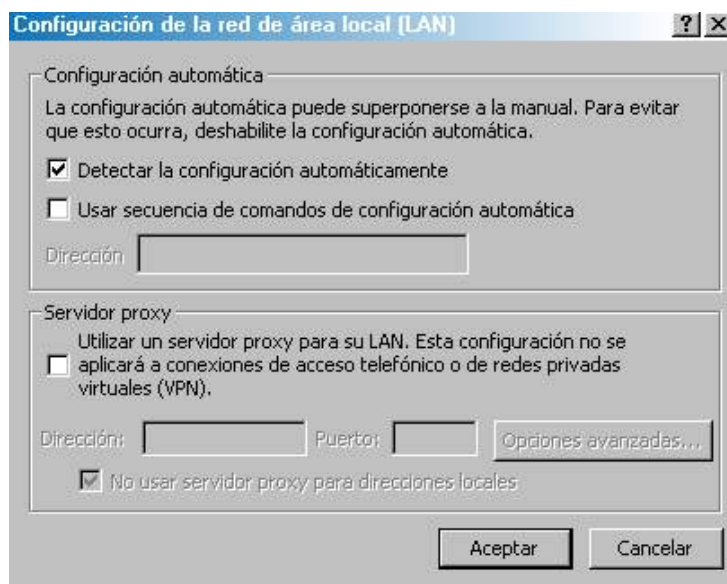 Configuración de la red de área local (LAN)
Configuración automática
La configuración automática puede superponerse a la manual. Para evitar
que esto ocurra, deshabilite la configuración automática.
Detectar la configuración automáticamente
Usar secuencia de comandos de configuración automática
Dirección
Servidor proxy
Utilizar un servidor proxy para su LAN. Esta configuración no se
aplicará a conexiones de acceso telefónico o de redes privadas
virtuales (VPN).
Dirección: Puerto: Opciones avanzadas...
No usar servidor proxy para direcciones locales
Aceptar Cancelar